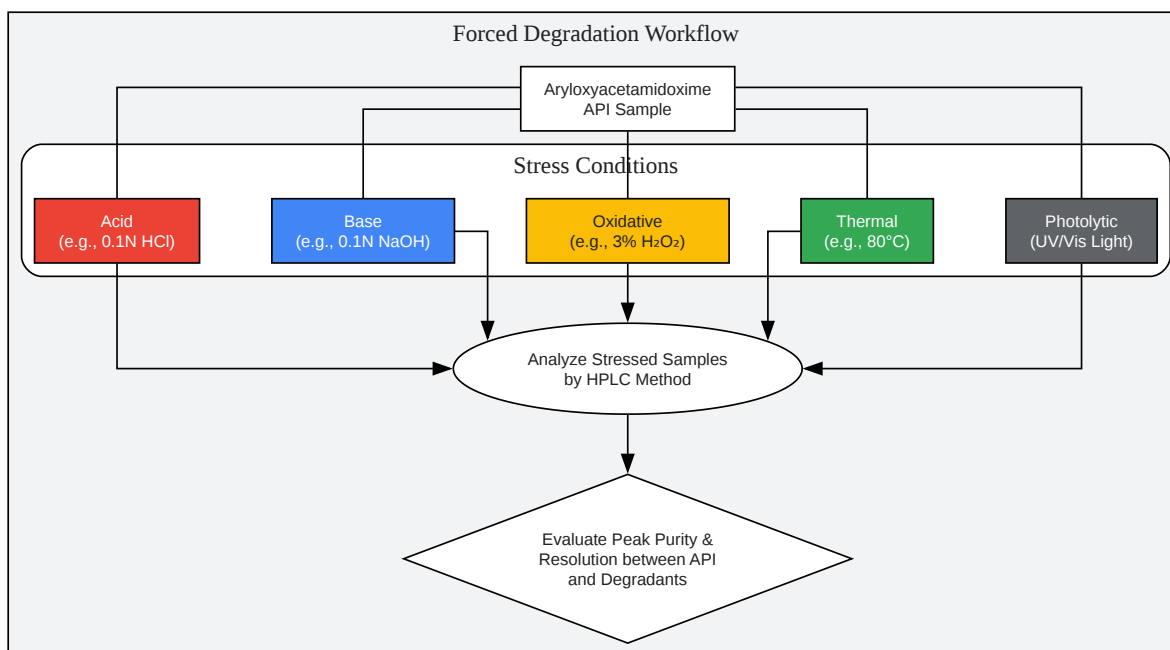 Forced Degradation Workflow
Aryloxyacetamidoxime
API Sample
Stress Conditions
Acid
(e.g., 0.1N HCl)
Base
(e.g., 0.1N NaOH)
Oxidative
(e.g., 3% H₂O₂)
Thermal
(e.g., 80°C)
Photolytic
(UV/Vis Light)
Analyze Stressed Samples
by HPLC Method
Evaluate Peak Purity &
Resolution between API
and Degradants